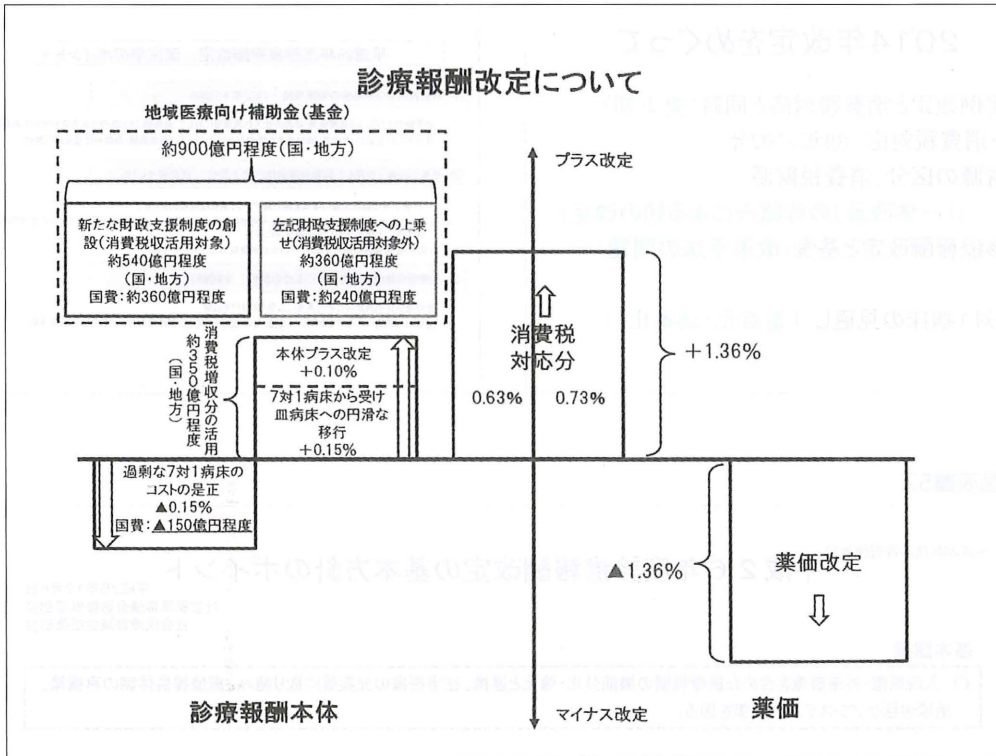 診療報酬改定について
地域医療向け補助金(基金)
約900億円程度(国・地方)
新たな財政支援制度の創
設(消費税収活用対象)
約540億円程度
(国・地方)
国費:約360億円程度
左記財政支援制度への上乗
せ(消費税収活用対象外)
約360億円程度
(国・地方)
国費:約240億円程度
プラス改定
消費税増収分の活用
約350億円程度
(国・地方)
本体プラス改定
+0.10%
7対1病床から受け
皿病床への円滑な
移行
+0.15%
消費税
対応分
0.63%
0.73%
+1.36%
過剰な7対1病床の
コストの是正
▲0.15%
国費:▲150億円程度
▲1.36%
薬価改定
診療報酬本体
マイナス改定
薬価